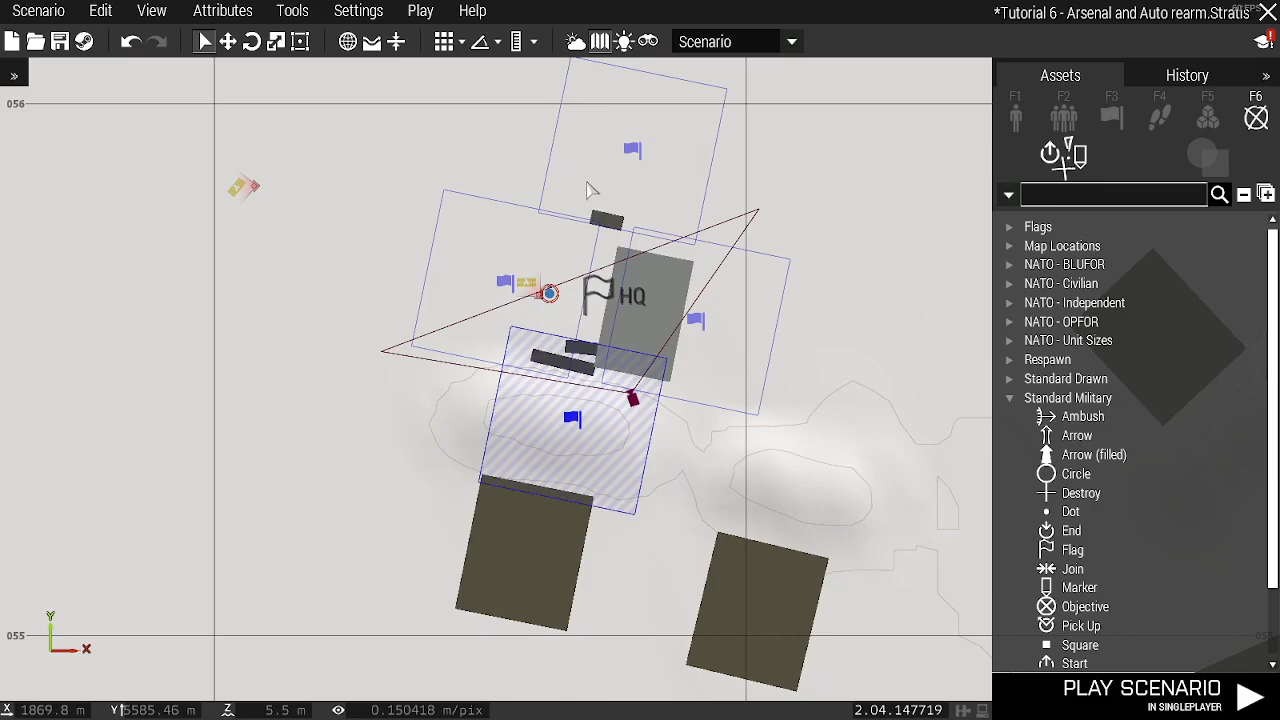 Scenario Edit View Attributes Tools Settings Play Help
*Tutorial 6 - Arsenal and Auto rearm.Stratis
Scenario
»
Assets History »
F1 F2 F3 F4 F5 F6
056
Flags
Map Locations
NATO - BLUFOR
NATO - Civilian
NATO - Independent
NATO - OPFOR
NATO - Unit Sizes
Respawn
Standard Drawn
Standard Military
Ambush
Arrow
Arrow (filled)
Circle
Destroy
Dot
End
Flag
Join
Marker
Objective
Pick Up
Square
Start
HQ
Y
X
055
X 1869.8 m Y 5585.46 m Z 5.5 m 0.150418 m/pix 2.04.147719
PLAY SCENARIO
IN SINGLEPLAYER